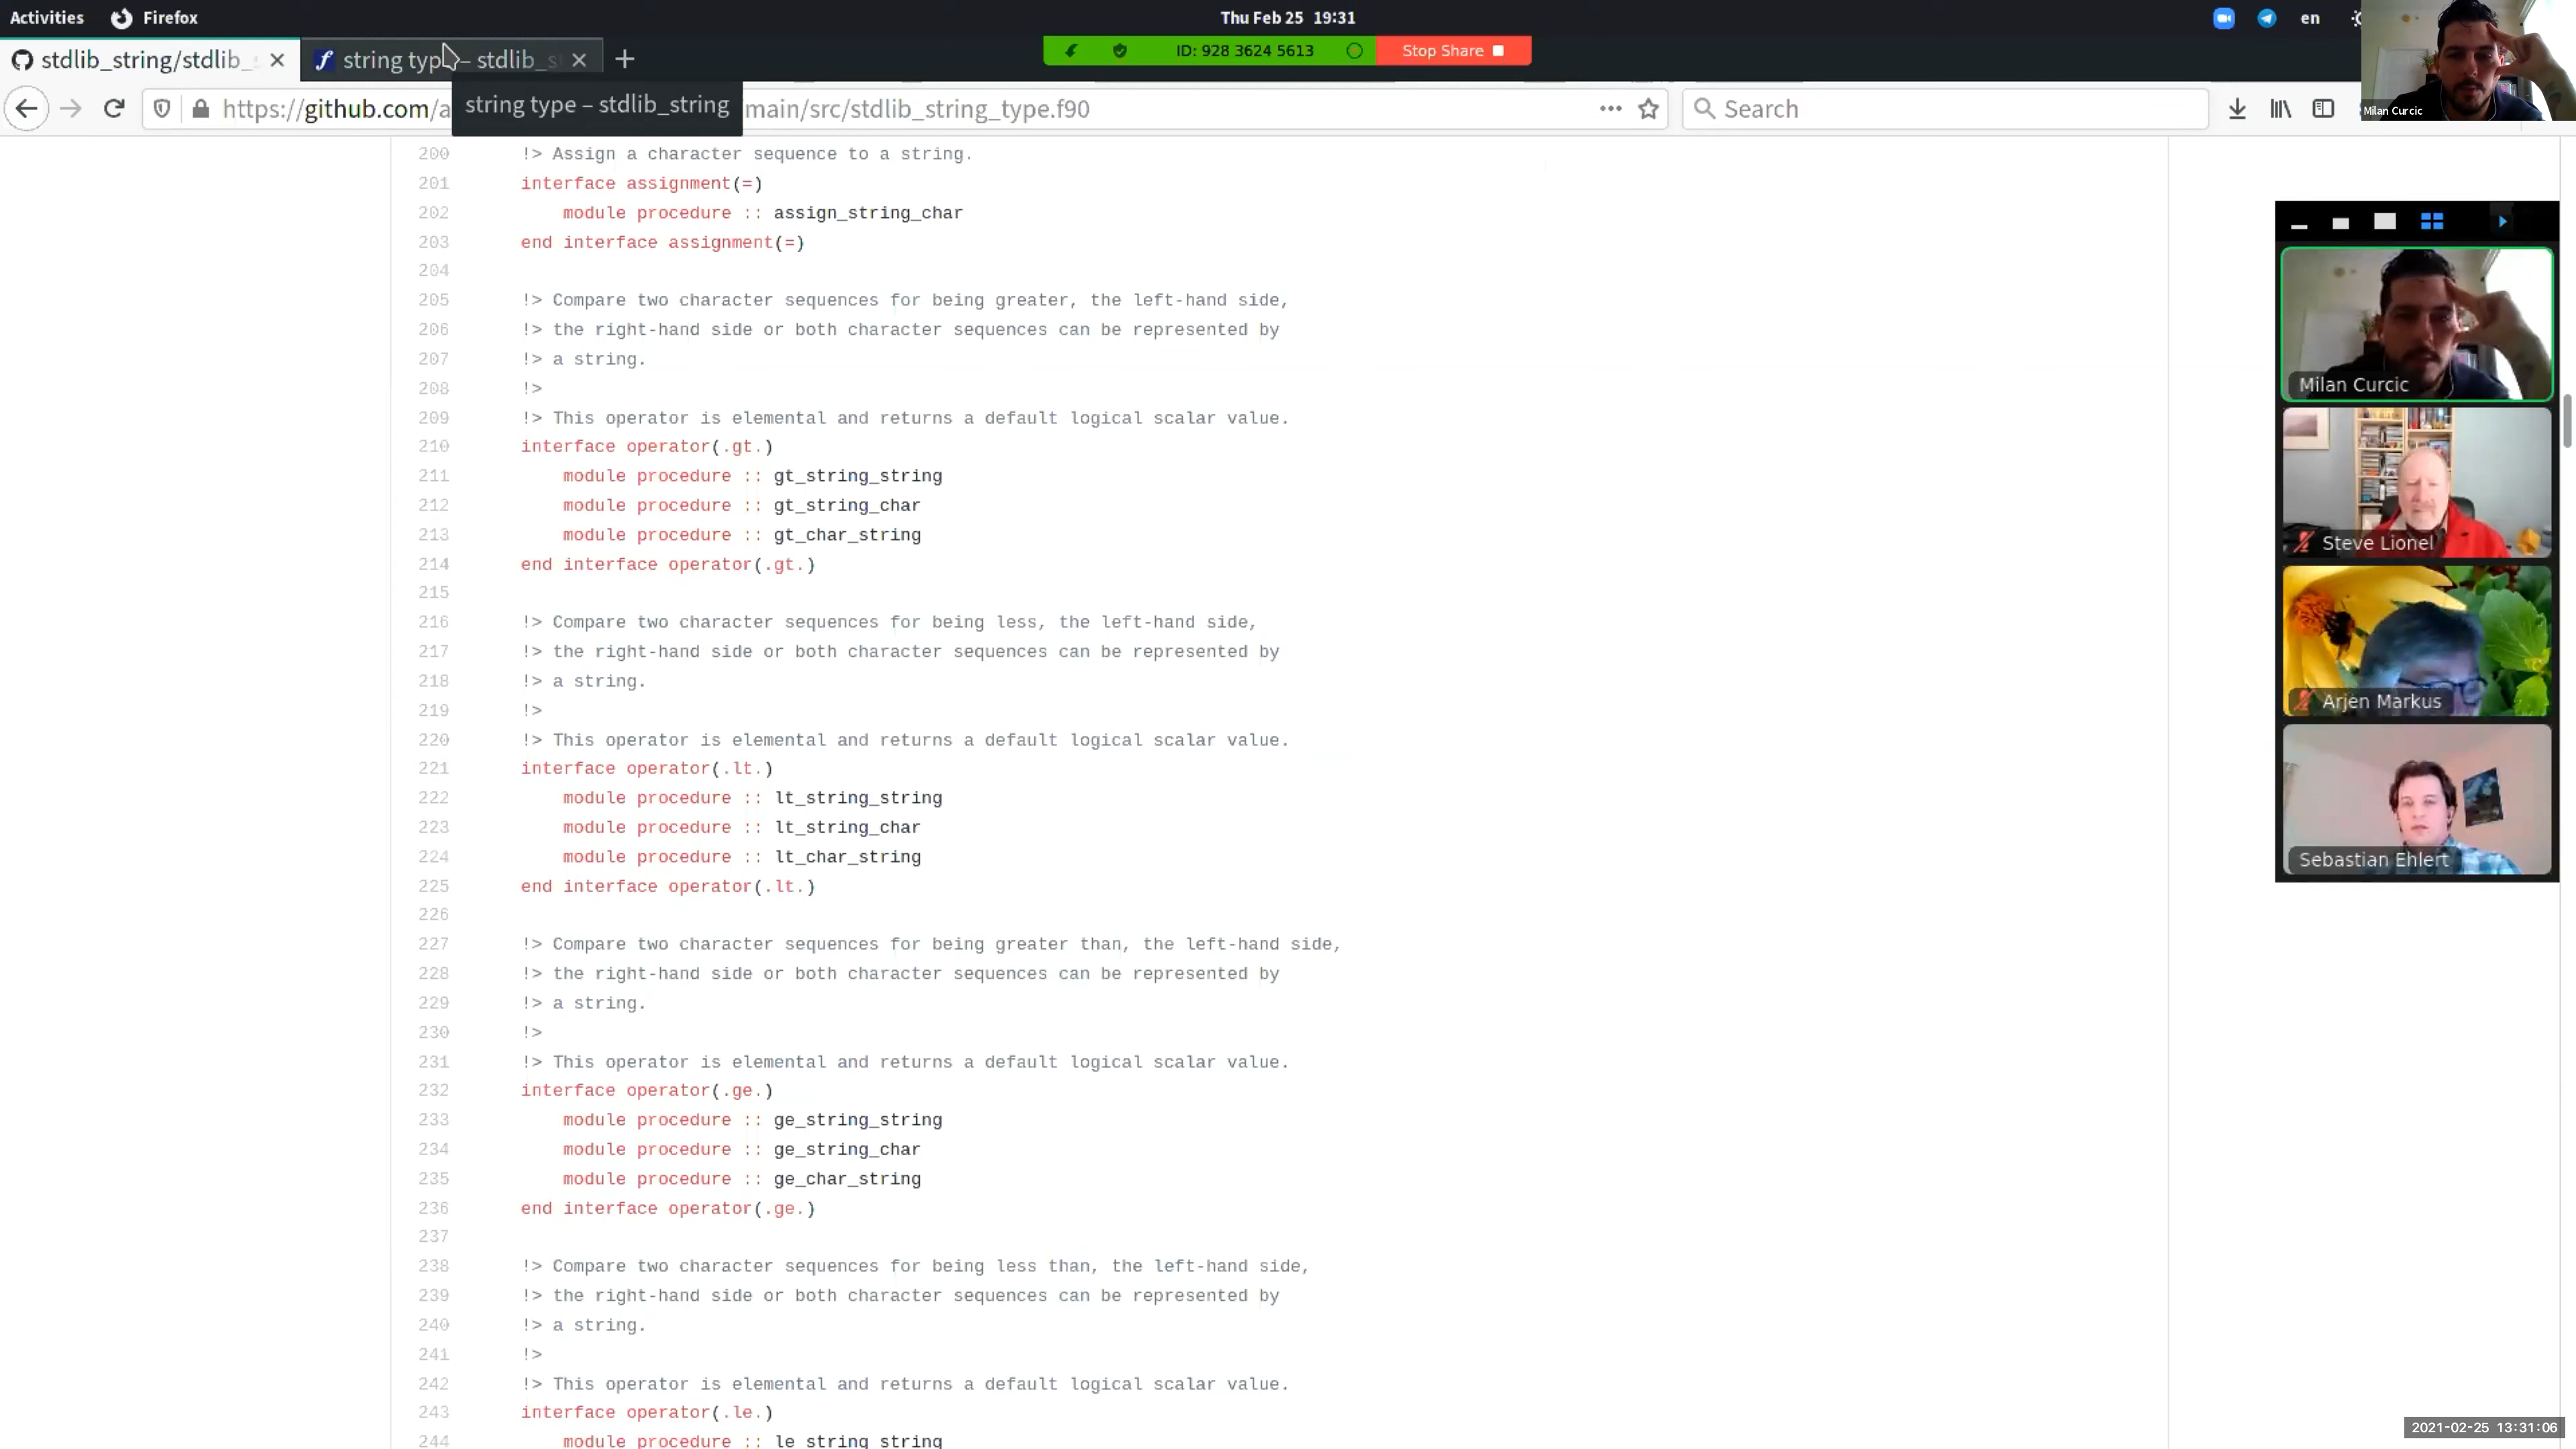 Activities Firefox Thu Feb 25 19:31 en
stdlib_string/stdlib_ string typ – stdlib_s ID: 928 3624 5613 Stop Share
https://github.com/a main/src/stdlib_string_type.f90 Search
string type – stdlib_string
Milan Curcic
200 !> Assign a character sequence to a string.
201 interface assignment(=)
202 module procedure :: assign_string_char
203 end interface assignment(=)
204
205 !> Compare two character sequences for being greater, the left-hand side,
206 !> the right-hand side or both character sequences can be represented by
207 !> a string.
208 !>
209 !> This operator is elemental and returns a default logical scalar value.
210 interface operator(.gt.)
211 module procedure :: gt_string_string
212 module procedure :: gt_string_char
213 module procedure :: gt_char_string
214 end interface operator(.gt.)
215
216 !> Compare two character sequences for being less, the left-hand side,
217 !> the right-hand side or both character sequences can be represented by
218 !> a string.
219 !>
220 !> This operator is elemental and returns a default logical scalar value.
221 interface operator(.lt.)
222 module procedure :: lt_string_string
223 module procedure :: lt_string_char
224 module procedure :: lt_char_string
225 end interface operator(.lt.)
226
227 !> Compare two character sequences for being greater than, the left-hand side,
228 !> the right-hand side or both character sequences can be represented by
229 !> a string.
230 !>
231 !> This operator is elemental and returns a default logical scalar value.
232 interface operator(.ge.)
233 module procedure :: ge_string_string
234 module procedure :: ge_string_char
235 module procedure :: ge_char_string
236 end interface operator(.ge.)
237
238 !> Compare two character sequences for being less than, the left-hand side,
239 !> the right-hand side or both character sequences can be represented by
240 !> a string.
241 !>
242 !> This operator is elemental and returns a default logical scalar value.
243 interface operator(.le.)
244 module procedure :: le_string_string
Milan Curcic
Steve Lionel
Arjen Markus
Sebastian Ehlert
2021-02-25 13:31:06